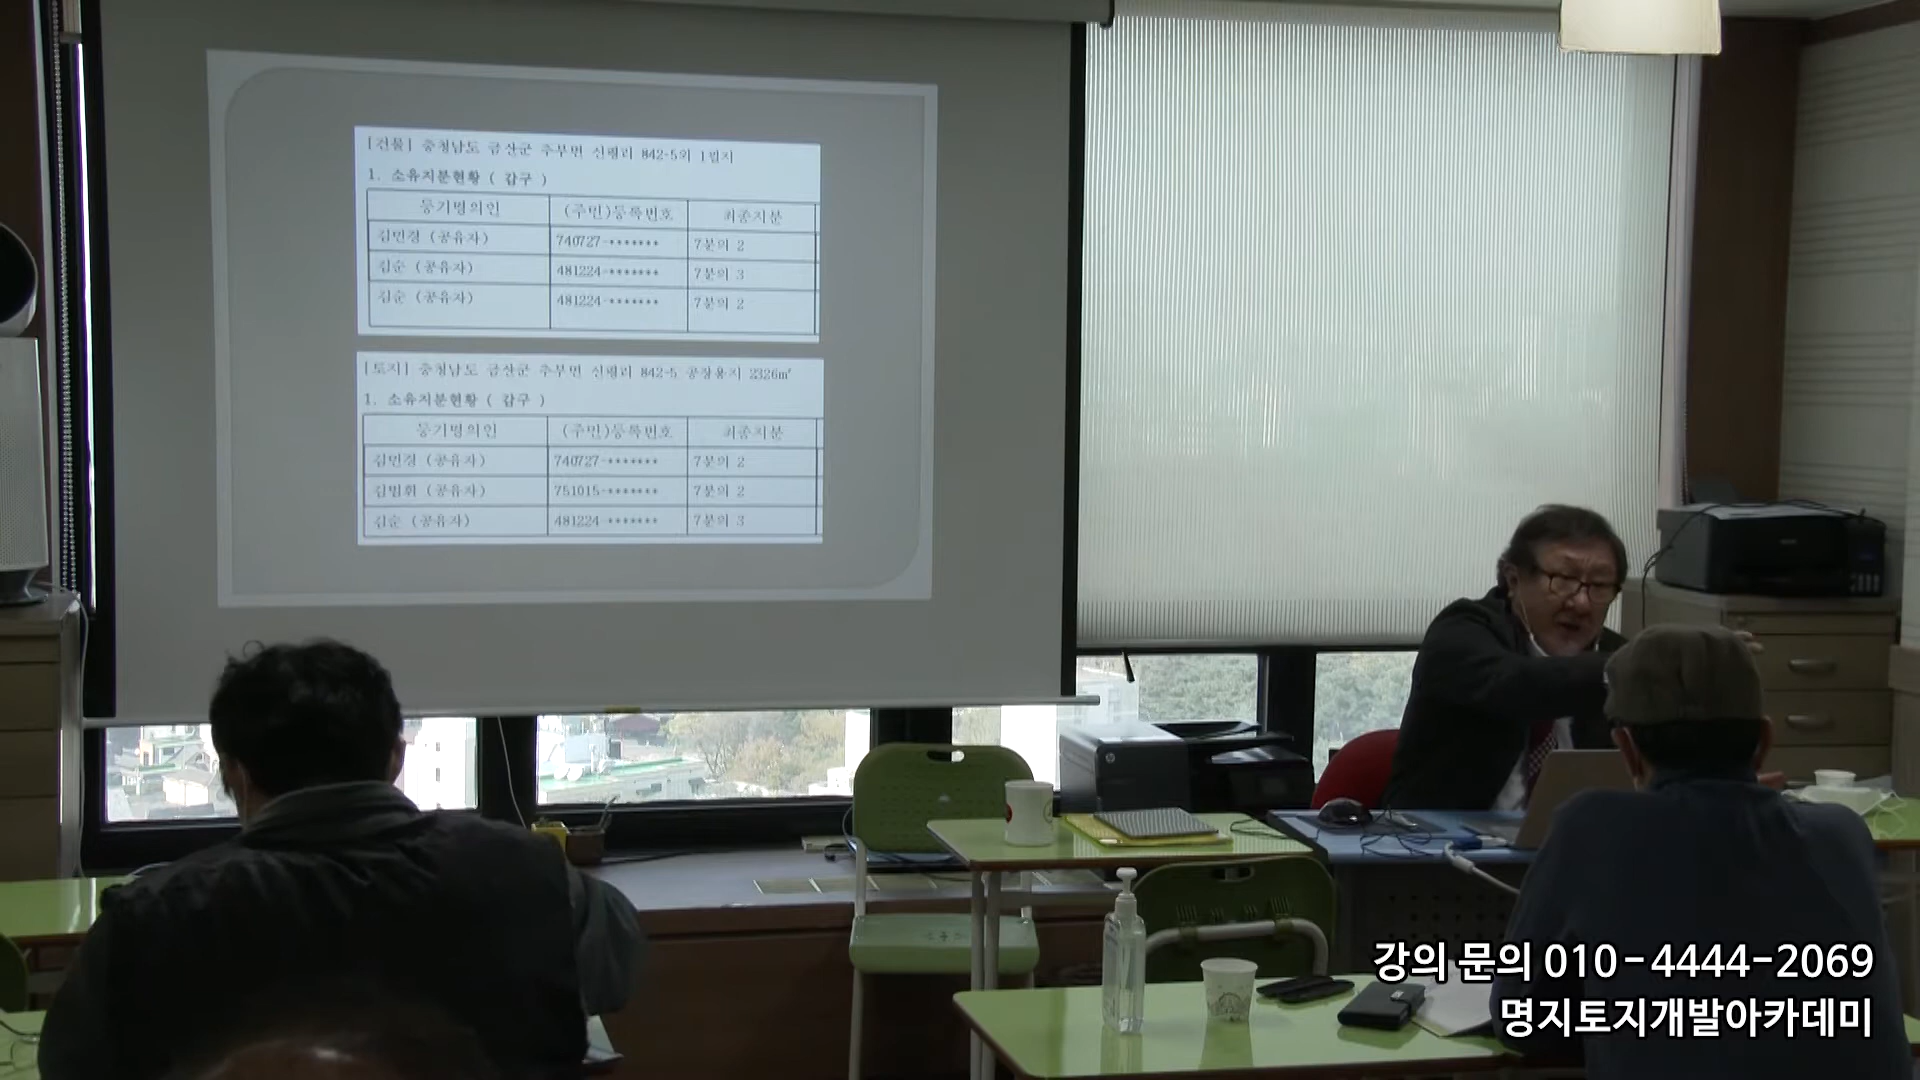 [건물] 충청남도 금산군 추부면 신평리 842-5외 1필지
1. 소유지분현황 ( 갑구 )
등기명의인 (주민)등록번호 최종지분
김민경 (공유자) 740727-******* 7분의 2
김순 (공유자) 481224-******* 7분의 3
김순 (공유자) 481224-******* 7분의 2
[토지] 충청남도 금산군 추부면 신평리 842-5 공장용지 2326㎡
1. 소유지분현황 ( 갑구 )
등기명의인 (주민)등록번호 최종지분
김민경 (공유자) 740727-******* 7분의 2
김범휘 (공유자) 751015-******* 7분의 2
김순 (공유자) 481224-******* 7분의 3
hp
강의 문의 010-4444-2069
명지토지개발아카데미